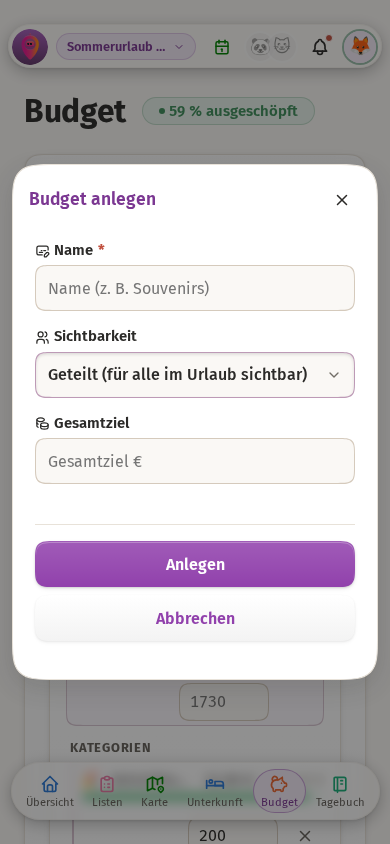 Sommerurlaub ...
Budget
59 % ausgeschöpft
Budget anlegen
Name *
Name (z. B. Souvenirs)
Sichtbarkeit
Geteilt (für alle im Urlaub sichtbar)
Gesamtziel
Gesamtziel €
Anlegen
Abbrechen
1730
KATEGORIEN
Übersicht
Listen
Karte
Unterkunft
Budget
Tagebuch
200